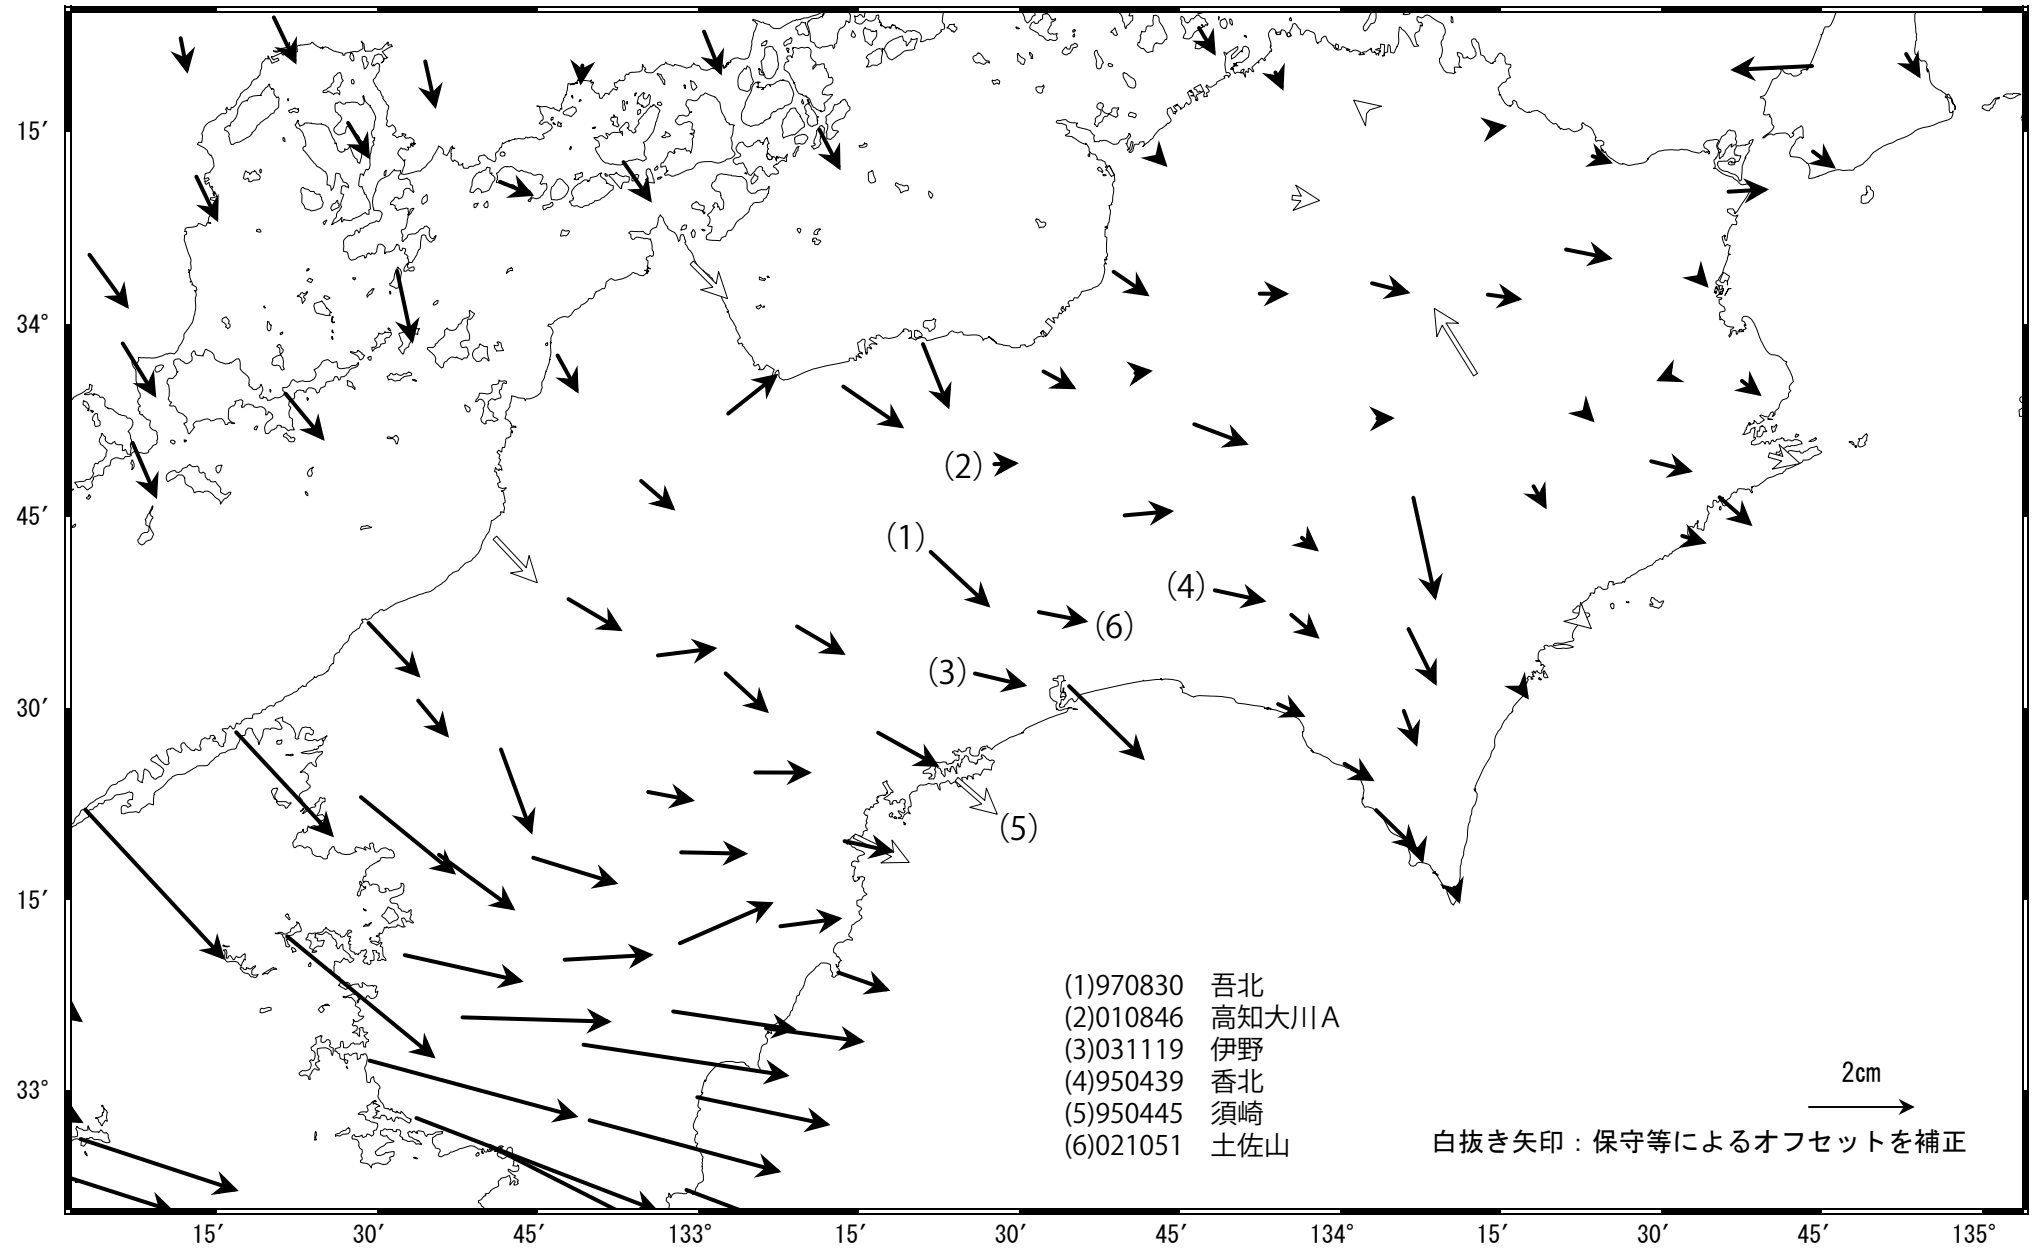 15′
34°
(2)
45′
(1)
(4)
(6)
(3)
30′
(5)
15′
(1)970830 吾北
(2)010846 高知大川A
(3)031119 伊野
(4)950439 香北
(5)950445 須崎
(6)021051 土佐山
33°
2cm
白抜き矢印：保守等によるオフセットを補正
15′ 30′ 45′ 133° 15′ 30′ 45′ 134° 15′ 30′ 45′ 135°